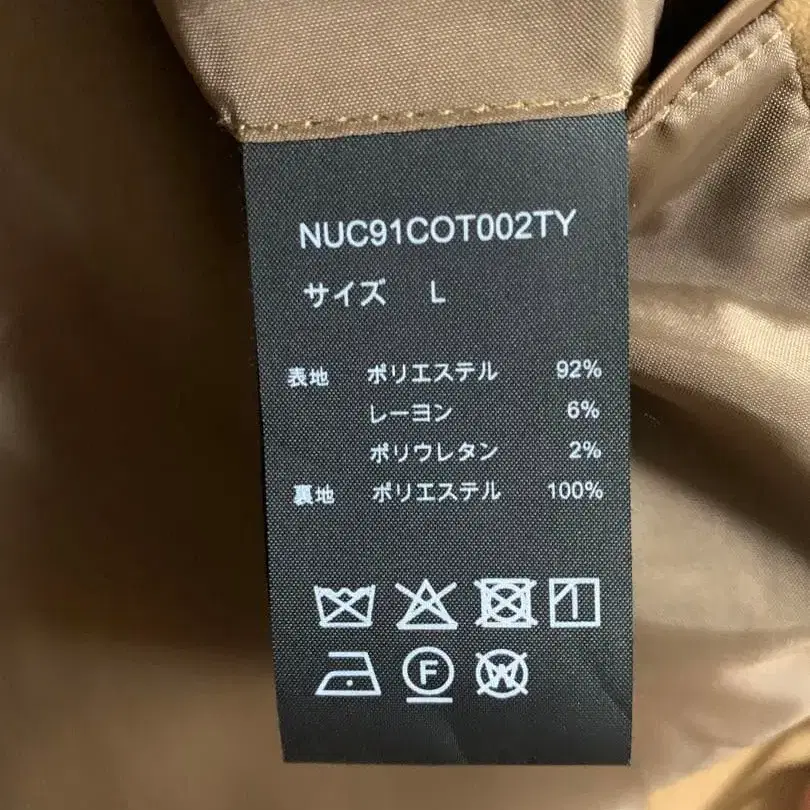 NUC91COT002TY
サイズ L
表地 ポリエステル 92%
レーヨン 6%
ポリウレタン 2%
裏地 ポリエステル 100%
F
W